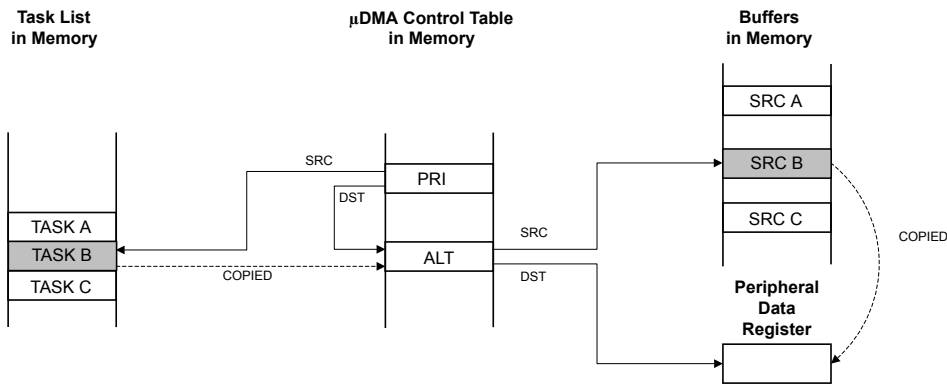 Task List
in Memory
μDMA Control Table
in Memory
Buffers
in Memory
SRC A
SRC
PRI
SRC B
DST
TASK A
SRC C
SRC
COPIED
TASK B
ALT
COPIED
DST
TASK C
Peripheral
Data
Register